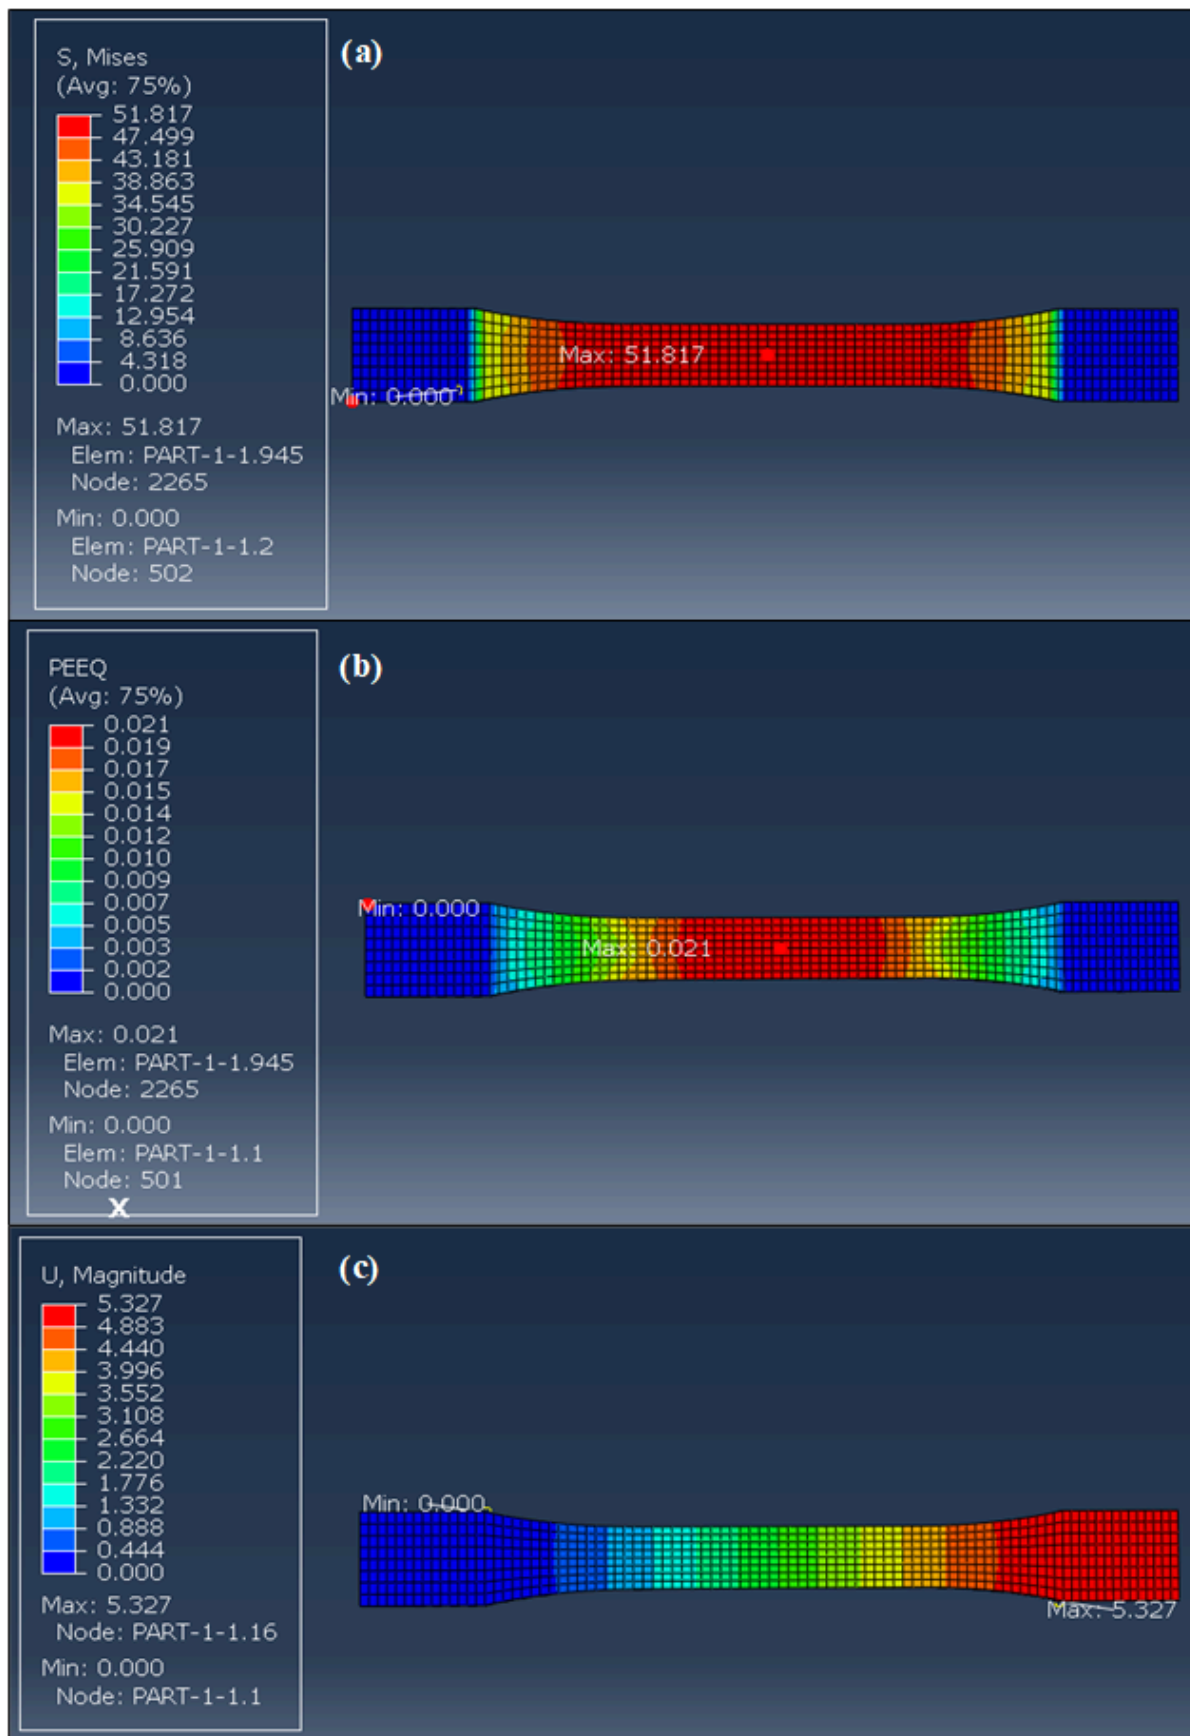 (a)
S, Mises
(Avg: 75%)
51.817
47.499
43.181
38.863
34.545
30.227
25.909
21.591
17.272
12.954
8.636
4.318
0.000
Max: 51.817
Elem: PART-1-1.945
Node: 2265
Min: 0.000
Elem: PART-1-1.2
Node: 502
Max: 51.817
Min: 0.000
(b)
PEEQ
(Avg: 75%)
0.021
0.019
0.017
0.015
0.014
0.012
0.010
0.009
0.007
0.005
0.003
0.002
0.000
Max: 0.021
Elem: PART-1-1.945
Node: 2265
Min: 0.000
Elem: PART-1-1.1
Node: 501
X
Min: 0.000
Max: 0.021
(c)
U, Magnitude
5.327
4.883
4.440
3.996
3.552
3.108
2.664
2.220
1.776
1.332
0.888
0.444
0.000
Max: 5.327
Node: PART-1-1.16
Min: 0.000
Node: PART-1-1.1
Min: 0.000
Max: 5.327